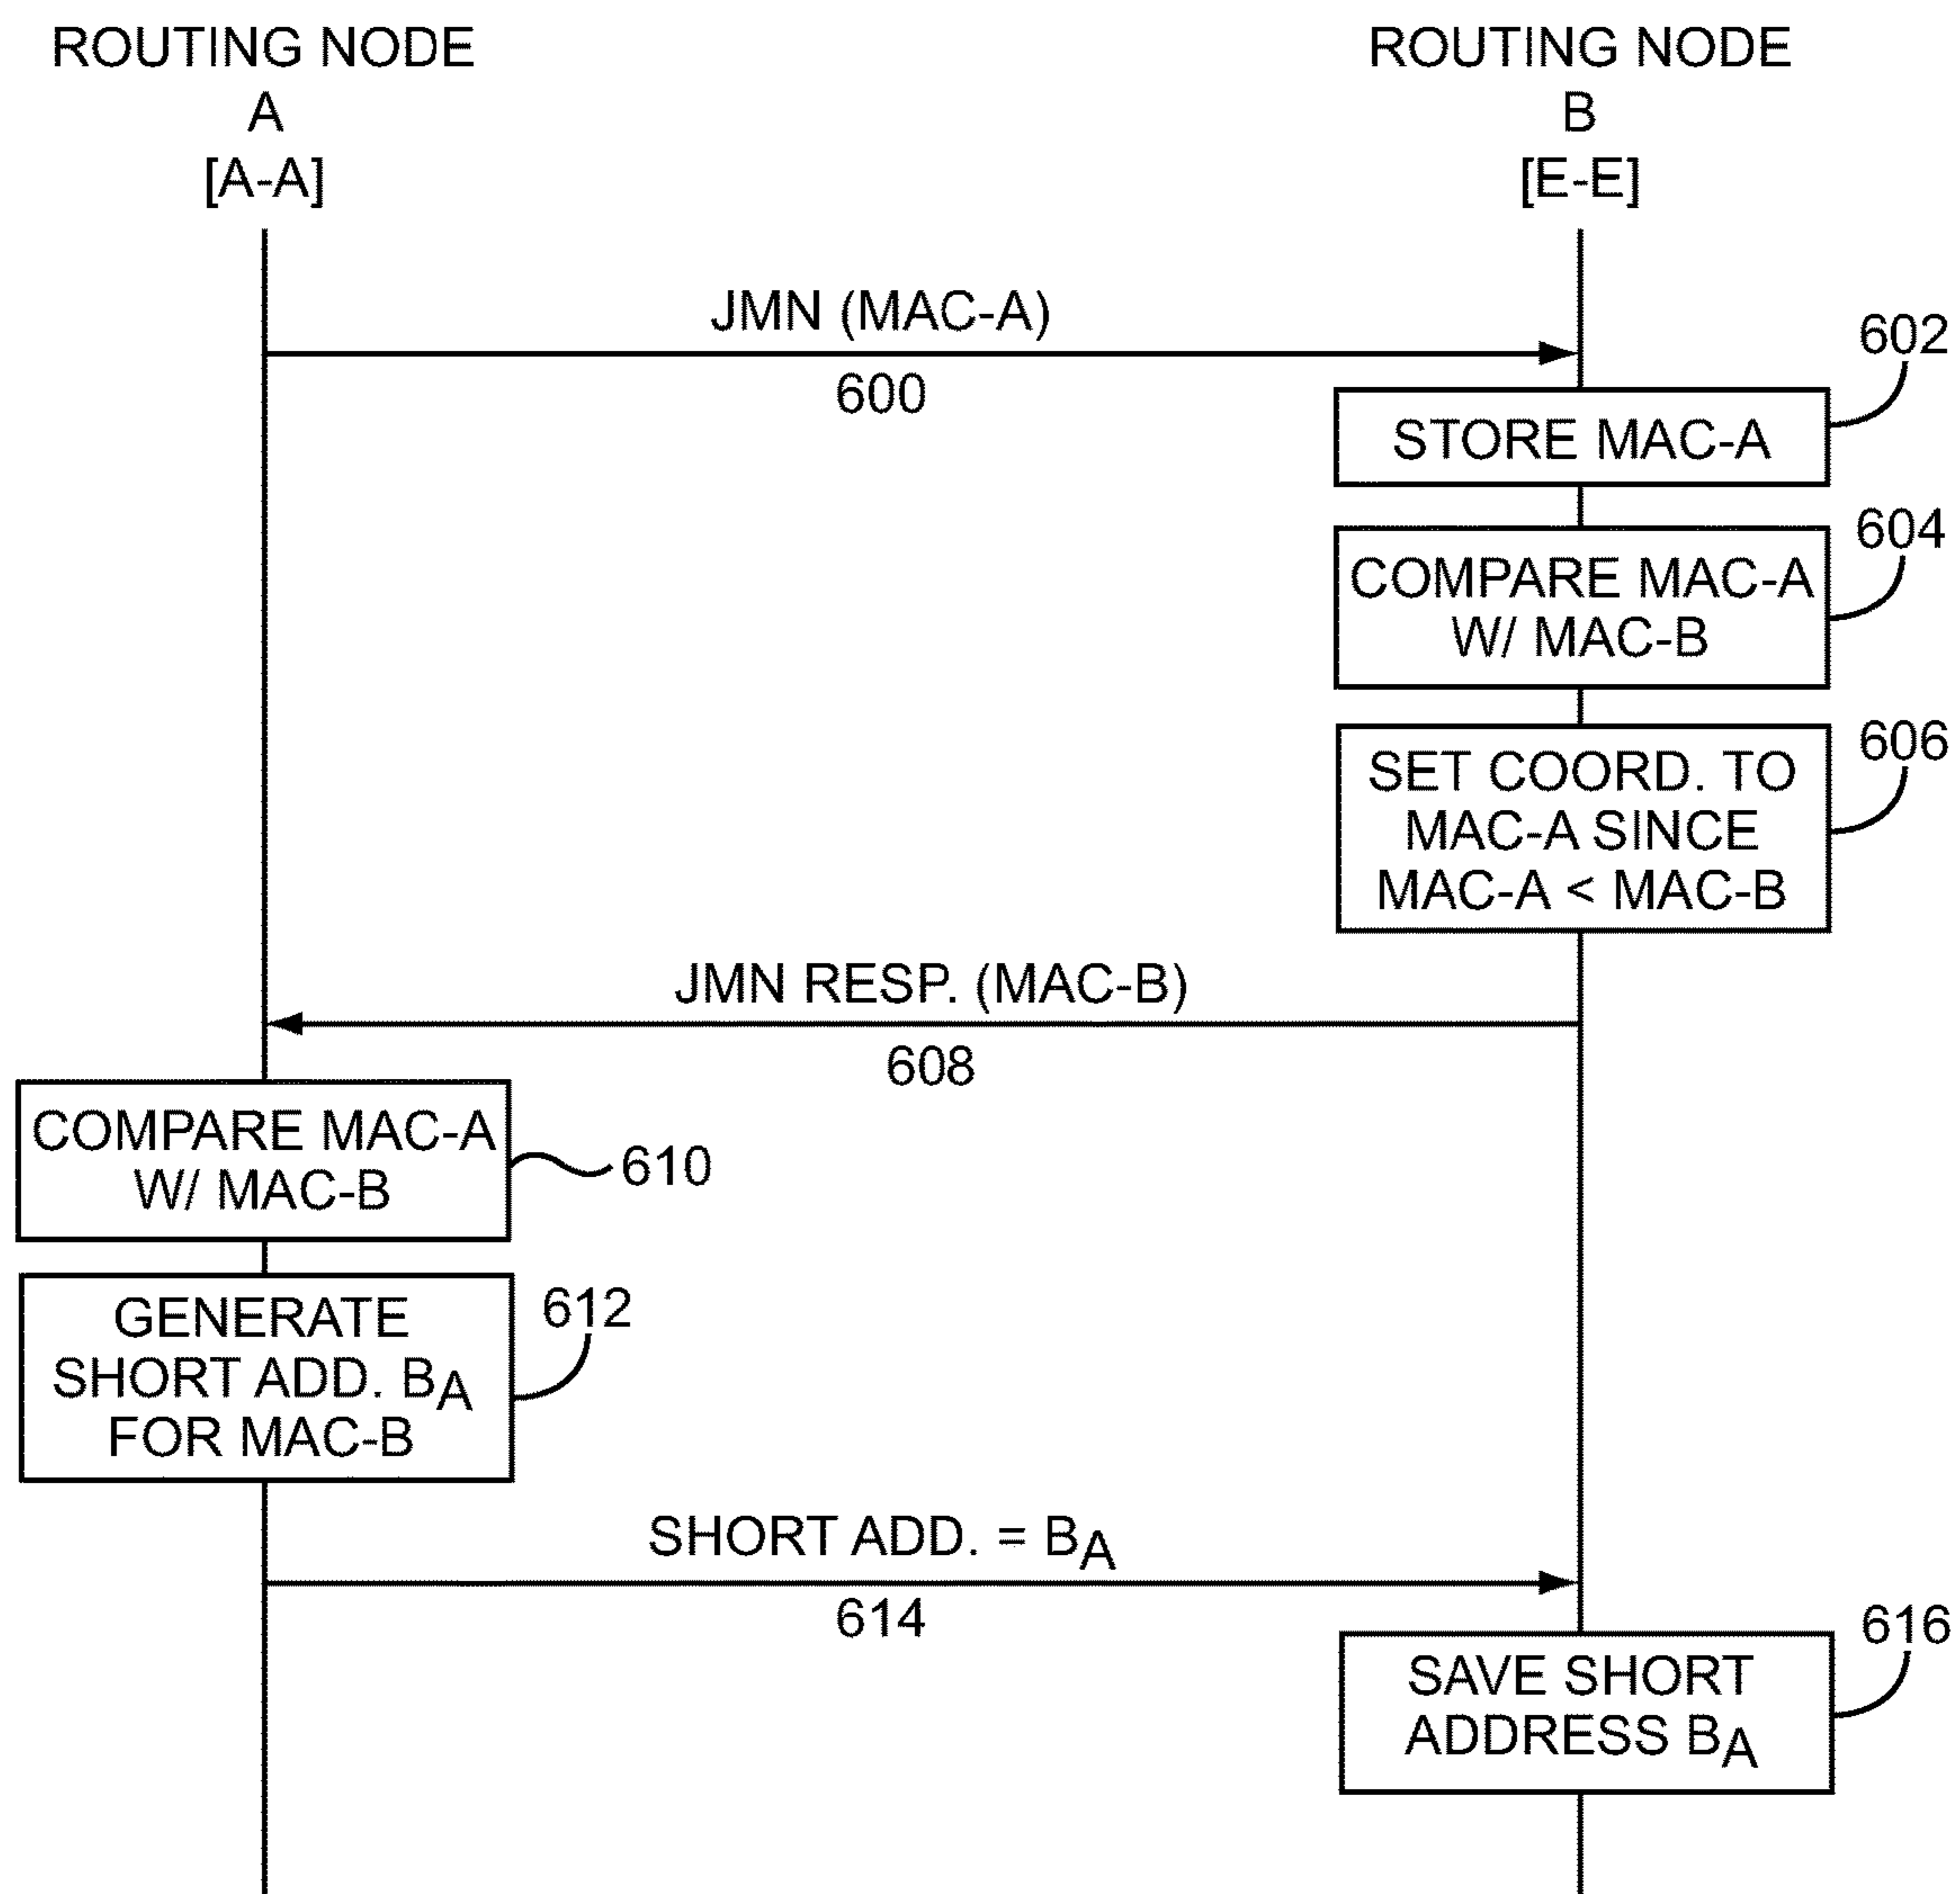 ROUTING NODE
A
[A-A]
ROUTING NODE
B
[E-E]
JMN (MAC-A)
600
602
STORE MAC-A
604
COMPARE MAC-A
W/ MAC-B
606
SET COORD. TO
MAC-A SINCE
MAC-A < MAC-B
JMN RESP. (MAC-B)
608
COMPARE MAC-A
W/ MAC-B
610
GENERATE
SHORT ADD. BA
FOR MAC-B
612
SHORT ADD. = BA
614
616
SAVE SHORT
ADDRESS BA